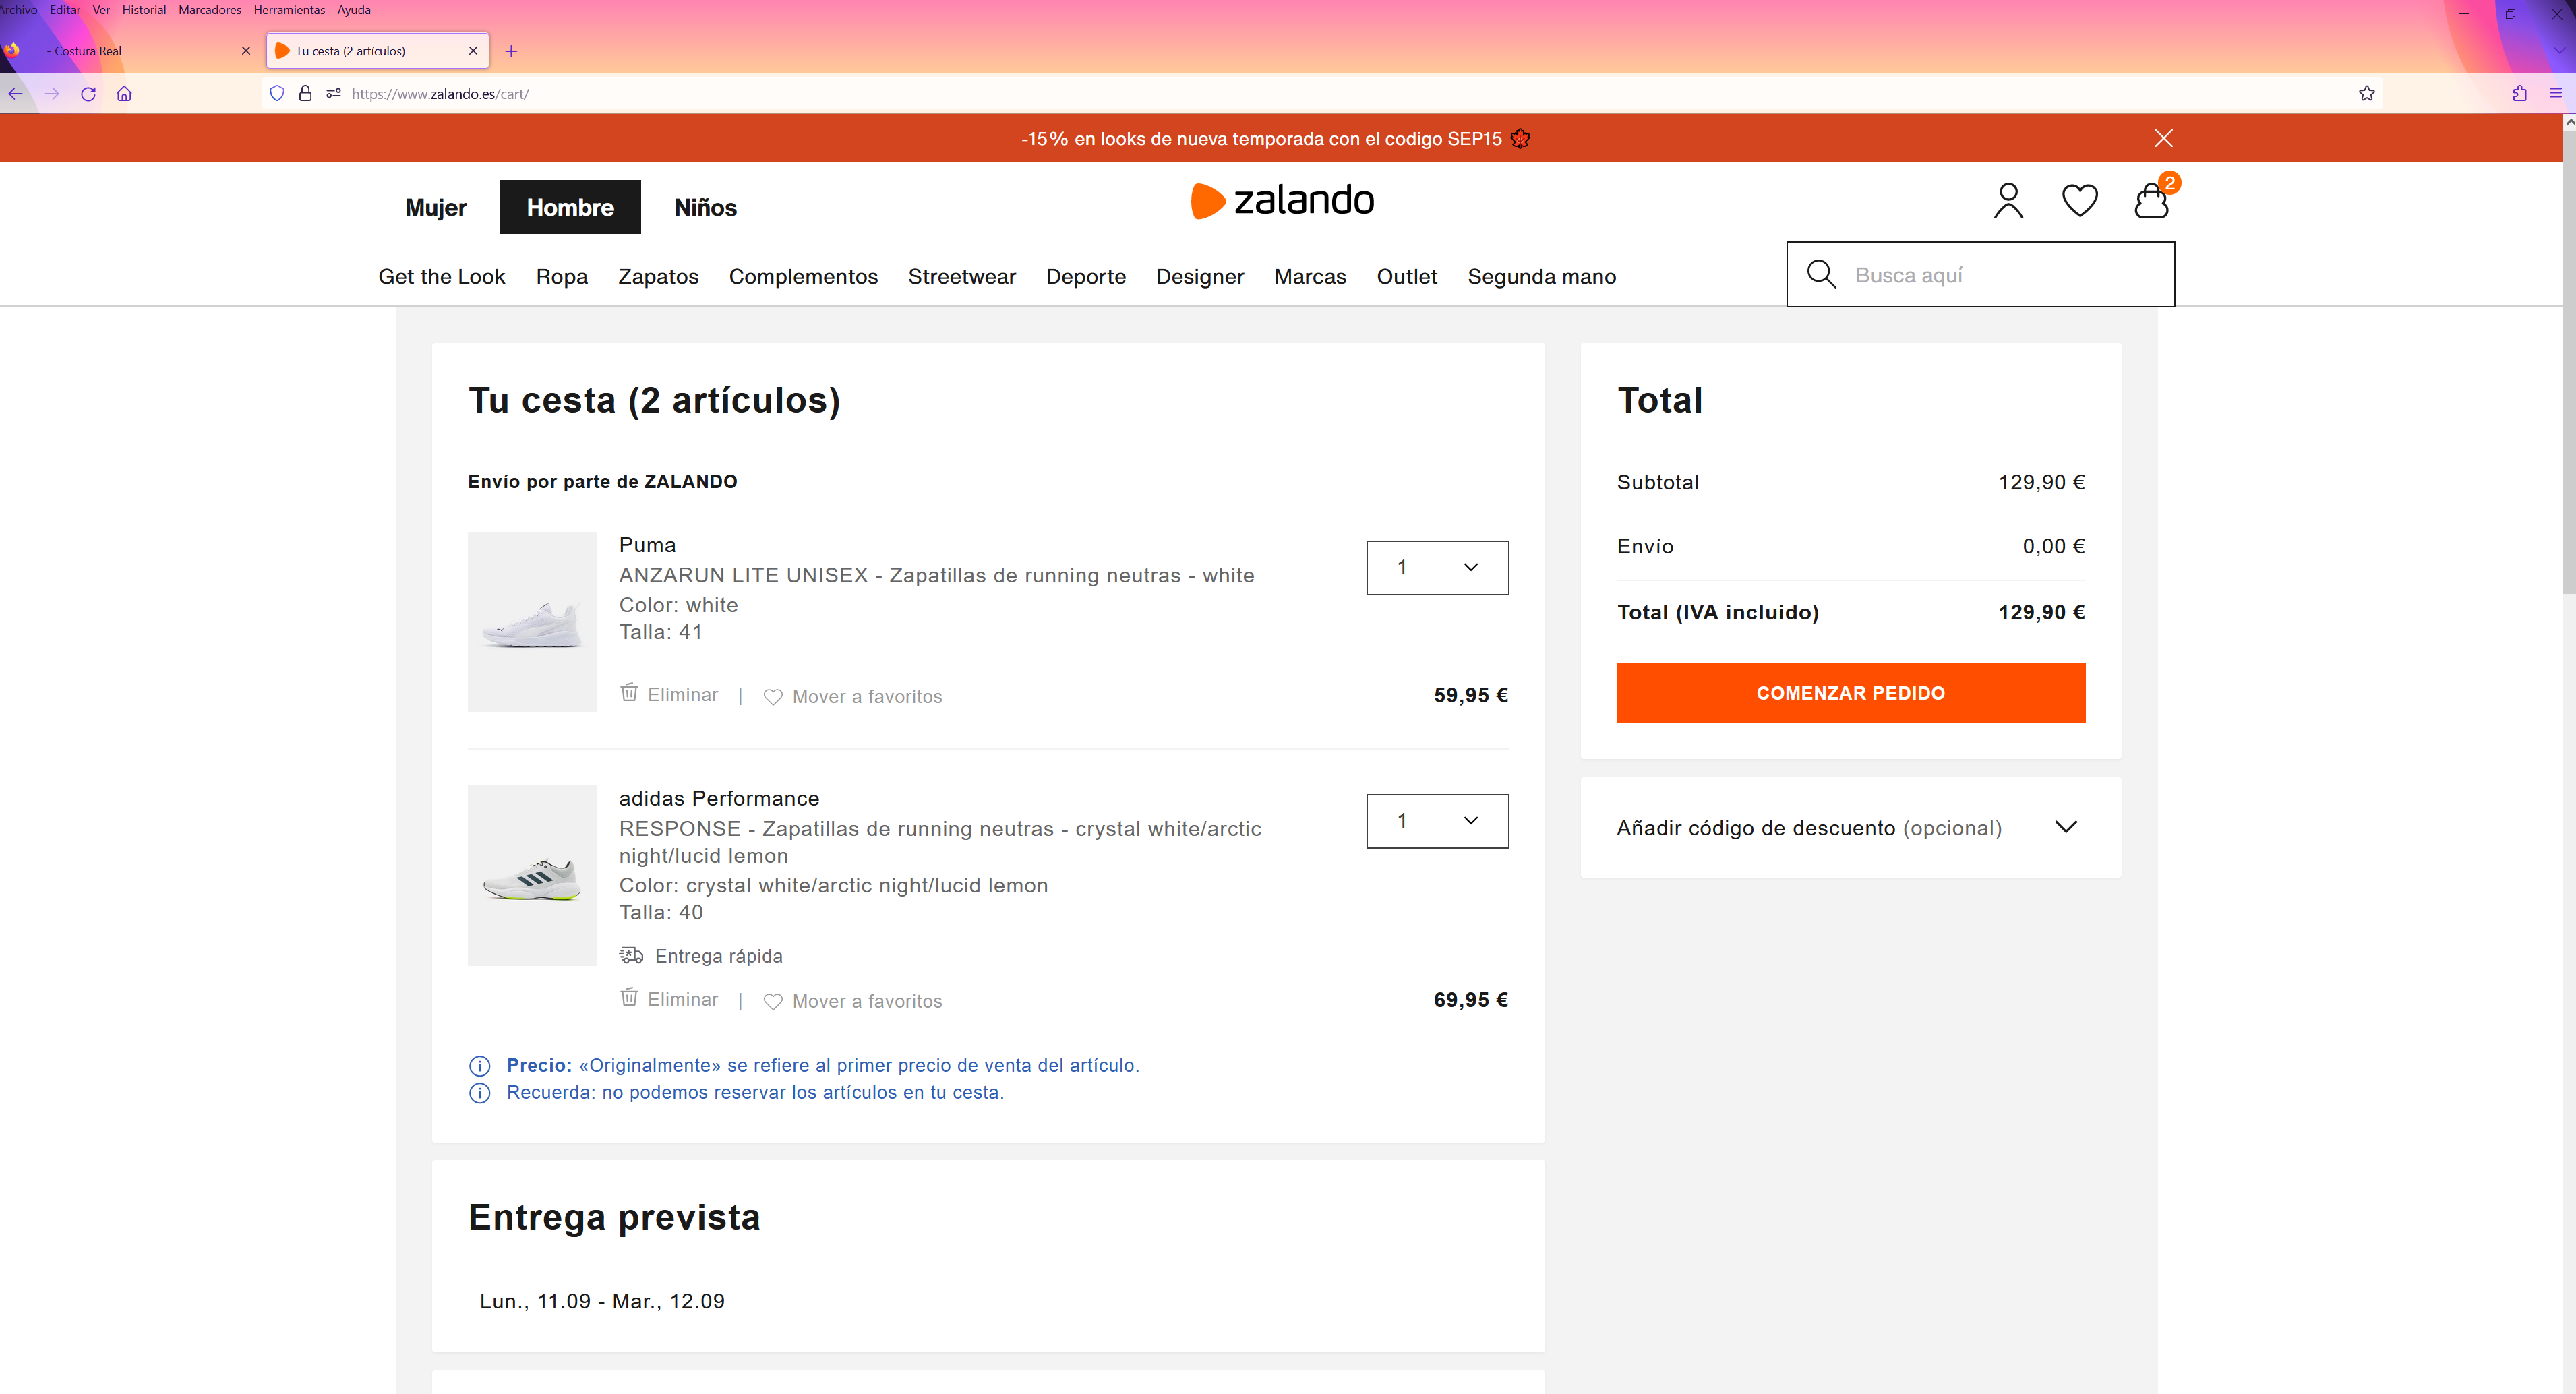 Archivo Editar Ver Historial Marcadores Herramientas Ayuda
- Costura Real
Tu cesta (2 artículos)
https://www.zalando.es/cart/
-15% en looks de nueva temporada con el codigo SEP15
Mujer Hombre Niños
zalando
2
Get the Look Ropa Zapatos Complementos Streetwear Deporte Designer Marcas Outlet Segunda mano
Busca aquí
Tu cesta (2 artículos)
Envío por parte de ZALANDO
Puma
ANZARUN LITE UNISEX - Zapatillas de running neutras - white
Color: white
Talla: 41
1
Eliminar | Mover a favoritos
59,95 €
adidas Performance
RESPONSE - Zapatillas de running neutras - crystal white/arctic
night/lucid lemon
Color: crystal white/arctic night/lucid lemon
Talla: 40
1
Entrega rápida
Eliminar | Mover a favoritos
69,95 €
Precio: «Originalmente» se refiere al primer precio de venta del artículo.
Recuerda: no podemos reservar los artículos en tu cesta.
Entrega prevista
Lun., 11.09 - Mar., 12.09
Total
Subtotal 129,90 €
Envío 0,00 €
Total (IVA incluido) 129,90 €
COMENZAR PEDIDO
Añadir código de descuento (opcional)